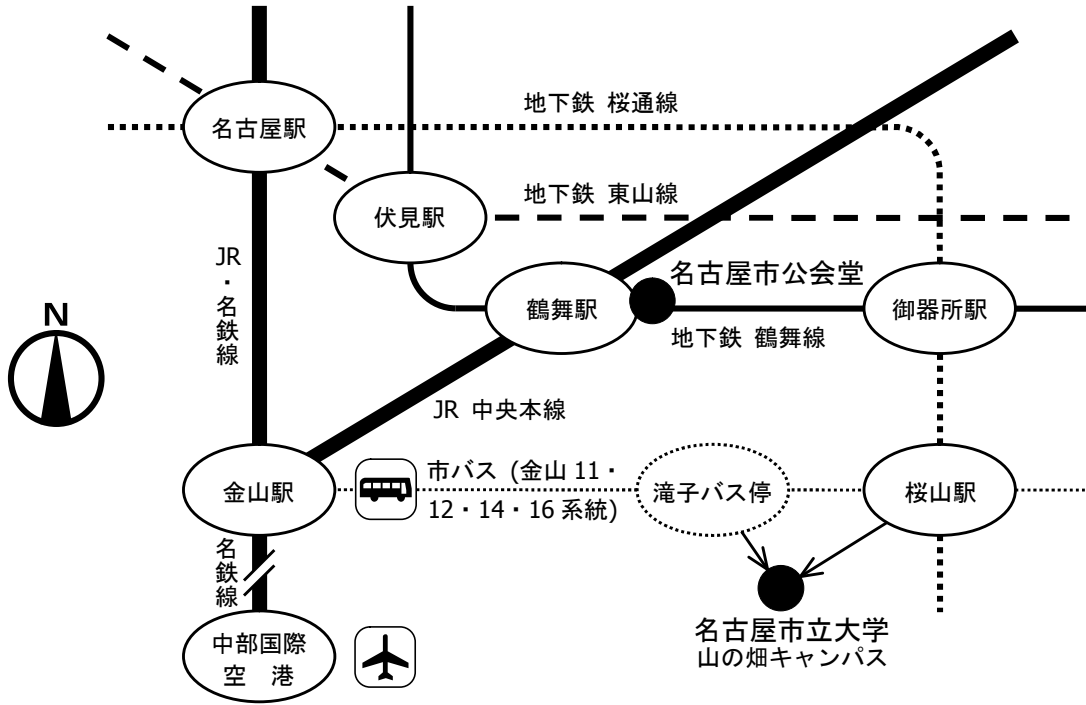 地下鉄 桜通線
名古屋駅
地下鉄 東山線
伏見駅
JR・名鉄線
名古屋市公会堂
鶴舞駅
御器所駅
N
地下鉄 鶴舞線
JR 中央本線
市バス (金山 11・
12・14・16 系統)
金山駅
滝子バス停
桜山駅
名鉄線
名古屋市立大学
山の畑キャンパス
中部国際
空 港